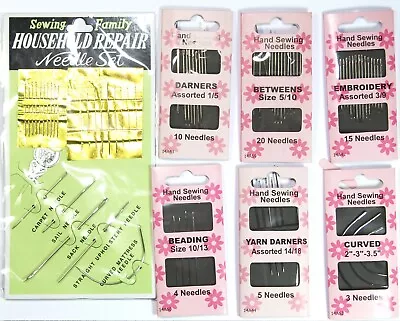 Sewing Family
HOUSEHOLD REPAIR
Needle Set
CARPET NEEDLE
SAIL NEEDLE
SACK NEEDLE
STRAIGHT UPHOLSTERY NEEDLE
CURVED MATTRESS
NEEDLE
and Sewing
DARNERS
Assorted 1/5
10 Needles
Hand Sewing
Needles
BETWEENS
Size 5/10
20 Needles
Hand Sewing
Needles
EMBROIDERY
Assorted 3/9
15 Needles
Hand Sewing
Needles
BEADING
Size 10/13
4 Needles
Hand Sewing
YARN DARNERS
Assorted 14/18
5 Needles
Hand Sewing
Needles
CURVED
2"-3"-3.5"
3 Needles